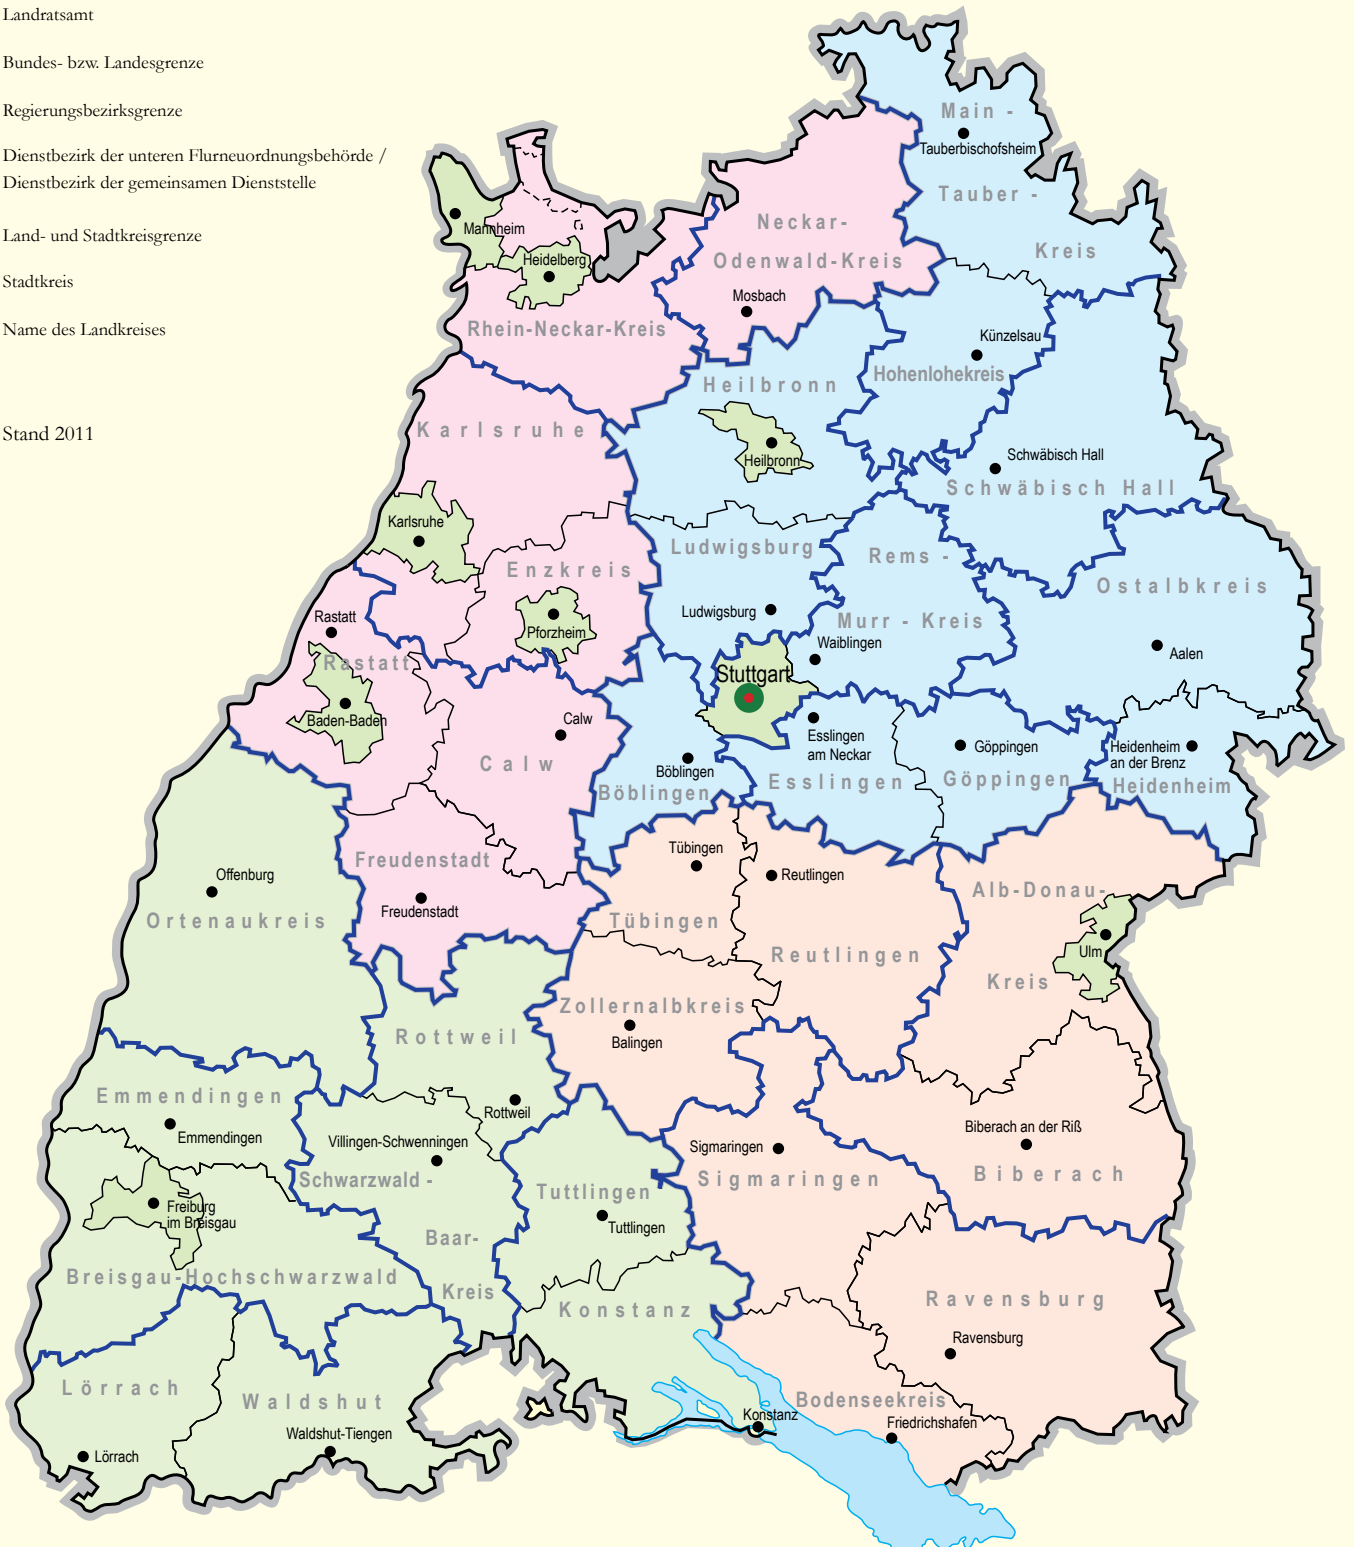 Landratsamt
Bundes- bzw. Landesgrenze
Regierungsbezirksgrenze
Dienstbezirk der unteren Flurneuordnungsbehörde /
Dienstbezirk der gemeinsamen Dienststelle
Land- und Stadtkreisgrenze
Stadtkreis
Name des Landkreises
Stand 2011
Main -
Tauberbischofsheim
Tauber -
Kreis
Mannheim
Heidelberg
Neckar-
Odenwald-Kreis
Mosbach
Rhein-Neckar-Kreis
Künzelsau
Hohenlohekreis
Heilbronn
Heilbronn
Karlsruhe
Karlsruhe
Schwäbisch Hall
Schwäbisch Hall
Ludwigsburg
Ludwigsburg
Rems -
Murr - Kreis
Waiblingen
Enzkreis
Pforzheim
Ostalbkreis
Aalen
Rastatt
Rastatt
Baden-Baden
Stuttgart
Calw
Calw
Esslingen
am Neckar
Esslingen
Göppingen
Göppingen
Heidenheim
an der Brenz
Heidenheim
Böblingen
Böblingen
Freudenstadt
Freudenstadt
Tübingen
Tübingen
Reutlingen
Reutlingen
Alb-Donau-
Kreis
Ulm
Offenburg
Ortenaukreis
Zollernalbkreis
Balingen
Rottweil
Rottweil
Emmendingen
Emmendingen
Villingen-Schwenningen
Schwarzwald -
Baar-
Kreis
Tuttlingen
Tuttlingen
Sigmaringen
Sigmaringen
Biberach an der Riß
Biberach
Freiburg
im Breisgau
Breisgau-Hochschwarzwald
Konstanz
Konstanz
Ravensburg
Ravensburg
Bodenseekreis
Friedrichshafen
Lörrach
Lörrach
Waldshut
Waldshut-Tiengen